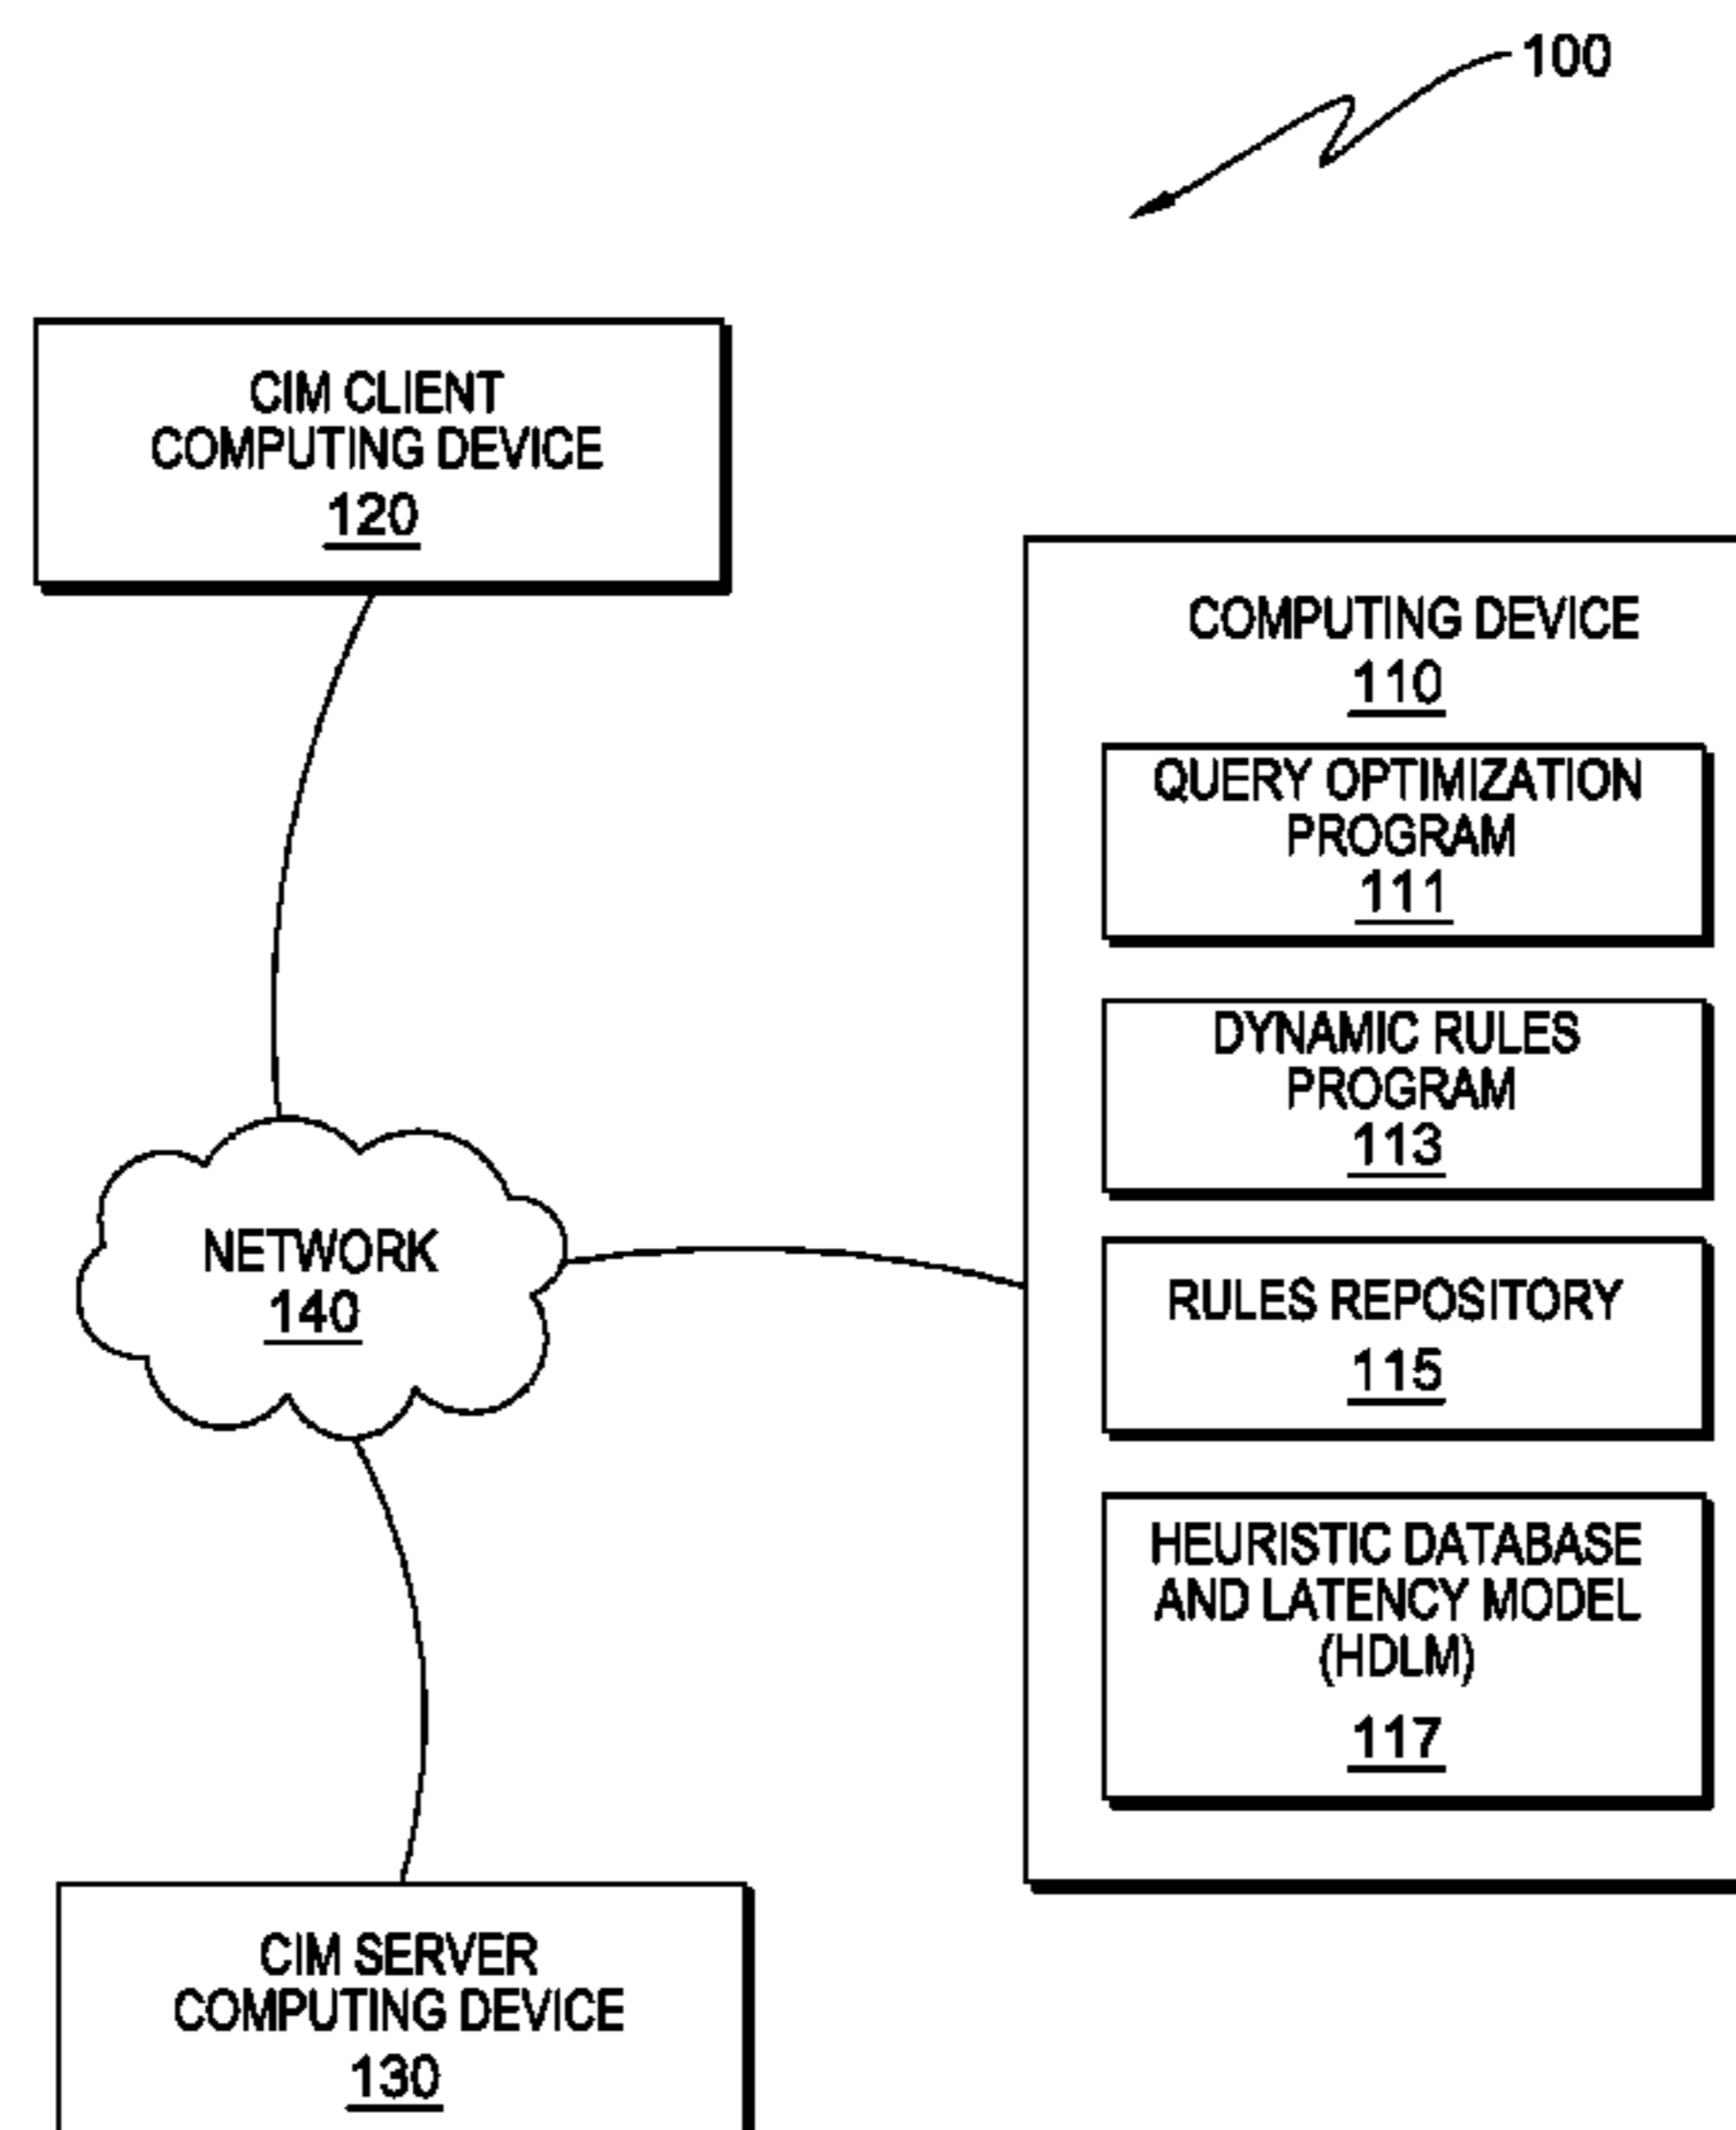 100
CIM CLIENT
COMPUTING DEVICE
120
COMPUTING DEVICE
110
QUERY OPTIMIZATION
PROGRAM
111
DYNAMIC RULES
PROGRAM
113
RULES REPOSITORY
115
HEURISTIC DATABASE
AND LATENCY MODEL
(HDLM)
117
NETWORK
140
CIM SERVER
COMPUTING DEVICE
130